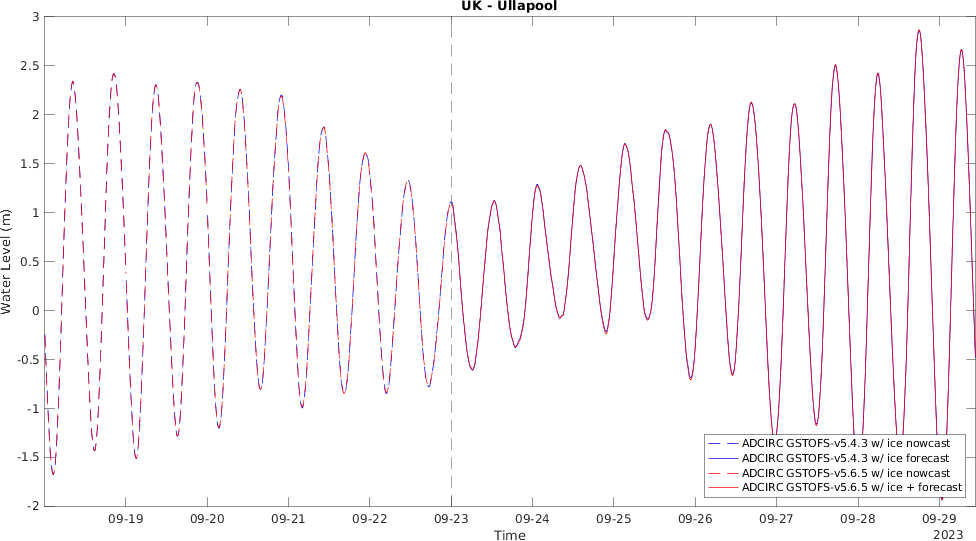 UK - Ullapool
3
2.5
2
1.5
1
0.5
0
-0.5
-1
-1.5
-2
Water Level (m)
ADCIRC GSTOFS-v5.4.3 w/ ice nowcast
ADCIRC GSTOFS-v5.4.3 w/ ice forecast
ADCIRC GSTOFS-v5.6.5 w/ ice nowcast
ADCIRC GSTOFS-v5.6.5 w/ ice + forecast
09-19 09-20 09-21 09-22 09-23 09-24 09-25 09-26 09-27 09-28 09-29
Time
2023